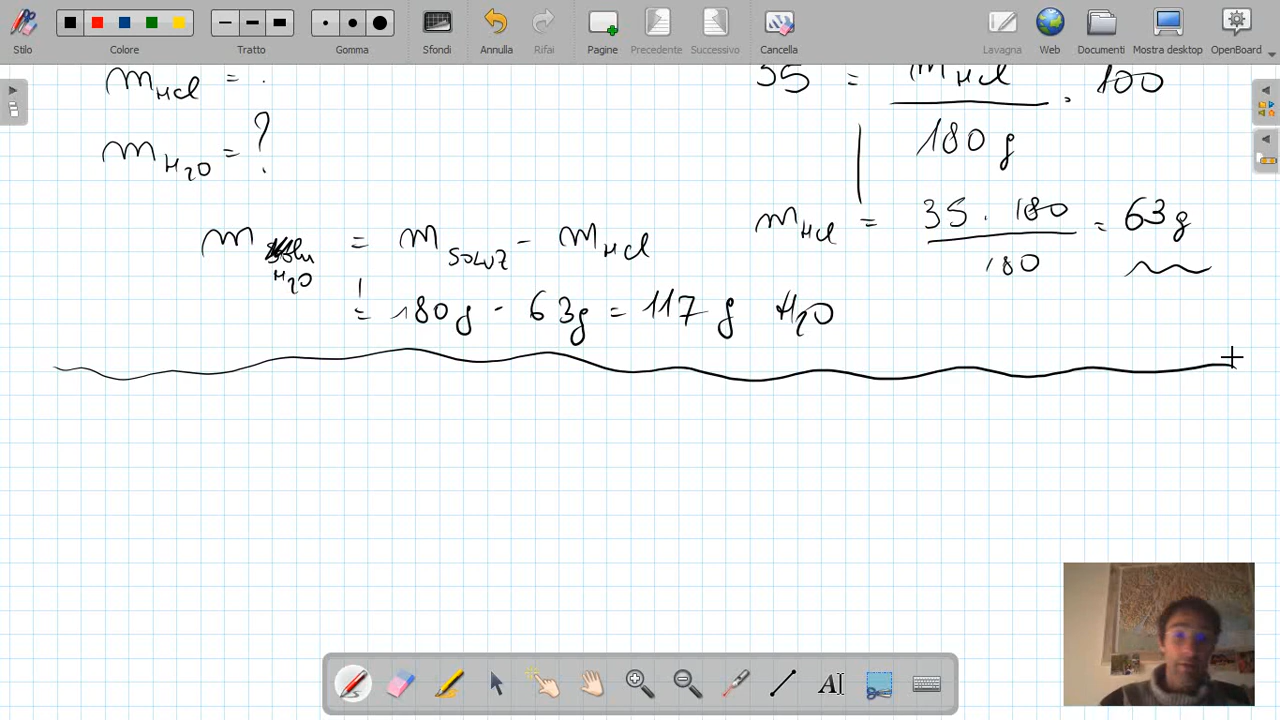 Stilo Colore Tratto Gomma Sfondi Annulla Rifai Pagine Precedente Successivo Cancella Lavagna Web Documenti Mostra desktop OpenBoard
m HCl = .
35 = m HCl / 180 g . 100
m H2O = ?
m HCl = 35 . 180 / 180 = 63 g
m H2O = m SOLUZ - m HCl
= 180 g - 63 g = 117 g H2O